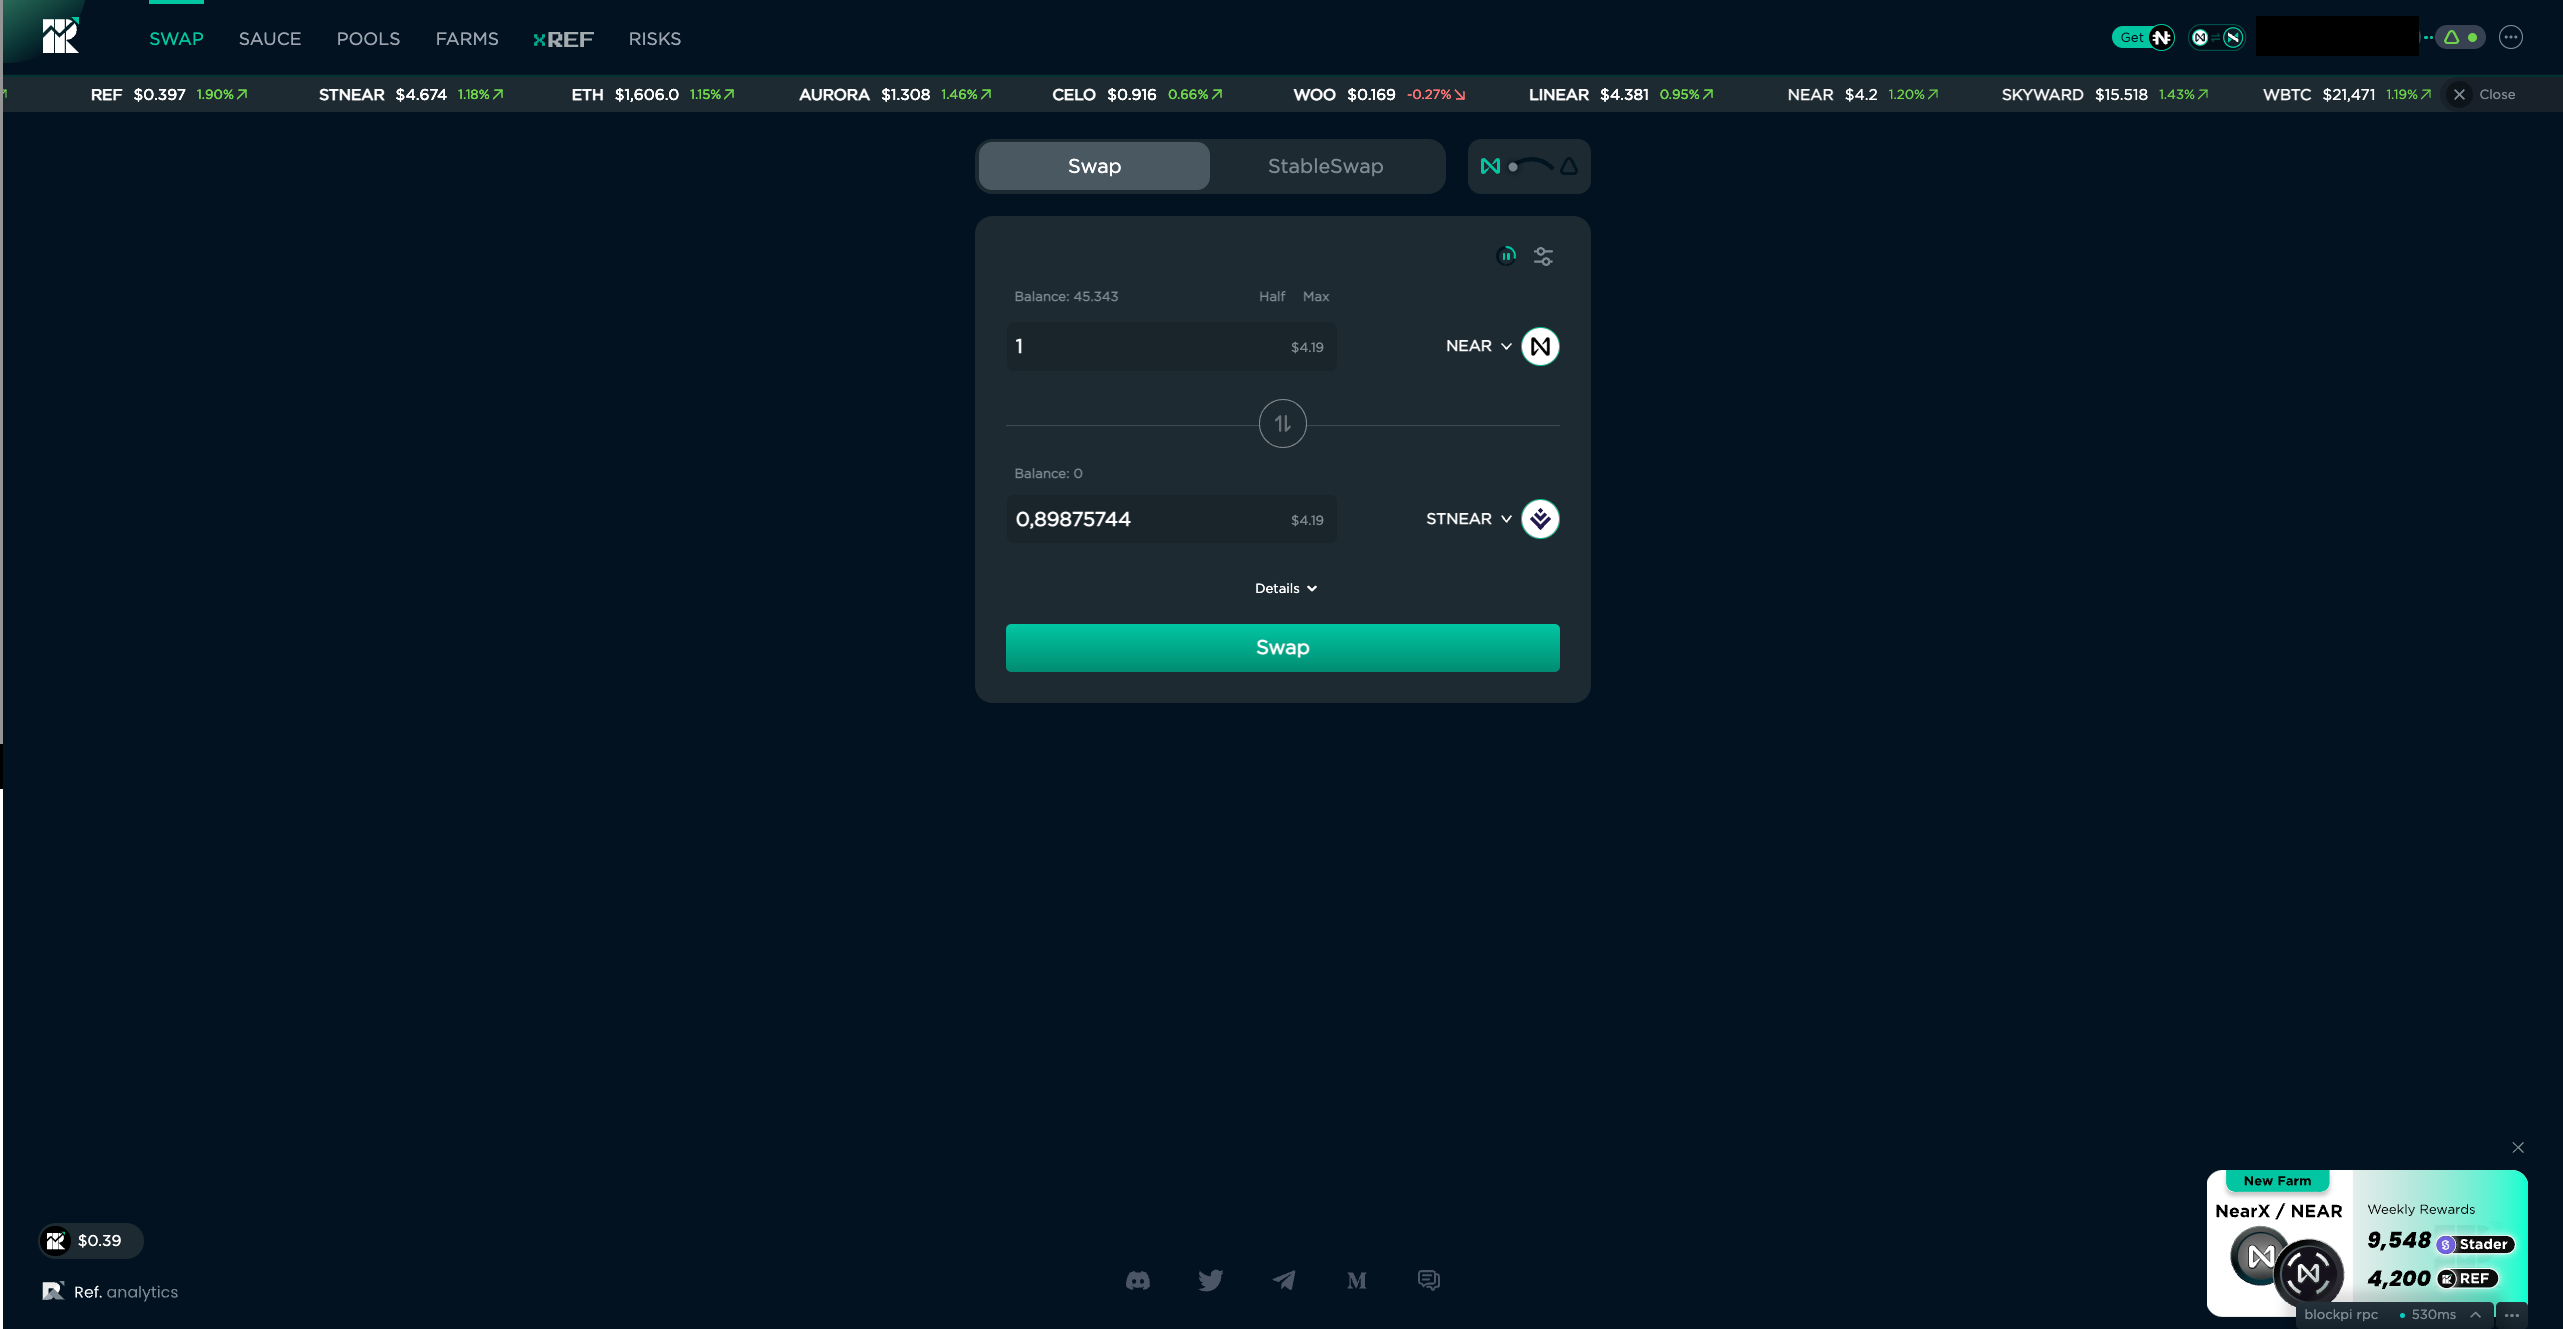 SWAP SAUCE POOLS FARMS xREF RISKS Get
REF $0.397 1.90% STNEAR $4.674 1.18% ETH $1,606.0 1.15% AURORA $1.308 1.46% CELO $0.916 0.66% WOO $0.169 -0.27% LINEAR $4.381 0.95% NEAR $4.2 1.20% SKYWARD $15.518 1.43% WBTC $21,471 1.19% Close
Swap StableSwap
Balance: 45.343 Half Max
1 $4.19 NEAR
Balance: 0
0,89875744 $4.19 STNEAR
Details
Swap
New Farm
NearX / NEAR
Weekly Rewards
9,548 Stader
4,200 REF
$0.39
Ref. analytics
blockpi rpc 530ms